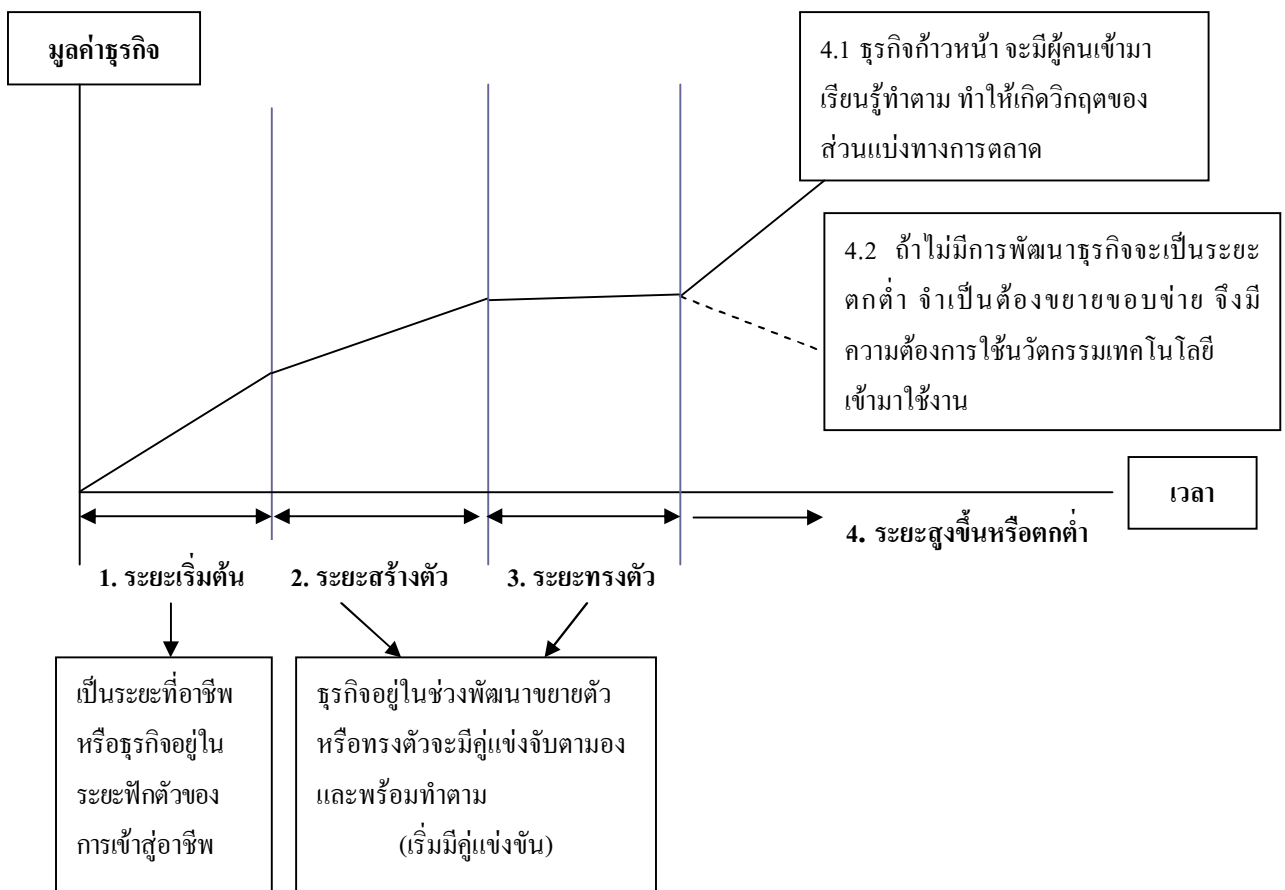 มูลค่าธุรกิจ
4.1 ธุรกิจก้าวหน้า จะมีผู้คนเข้ามา
เรียนรู้ทำตาม ทำให้เกิดวิกฤตของ
ส่วนแบ่งทางการตลาด
4.2 ถ้าไม่มีการพัฒนาธุรกิจจะเป็นระยะ
ตกต่ำ จำเป็นต้องขยายขอบข่าย จึงมี
ความต้องการใช้นวัตกรรมเทคโนโลยี
เข้ามาใช้งาน
เวลา
4. ระยะสูงขึ้นหรือตกต่ำ
1. ระยะเริ่มต้น
2. ระยะสร้างตัว
3. ระยะทรงตัว
เป็นระยะที่อาชีพ
หรือธุรกิจอยู่ใน
ระยะฟักตัวของ
การเข้าสู่อาชีพ
ธุรกิจอยู่ในช่วงพัฒนาขยายตัว
หรือทรงตัวจะมีคู่แข่งจับตามอง
และพร้อมทำตาม
(เริ่มมีคู่แข่งขัน)